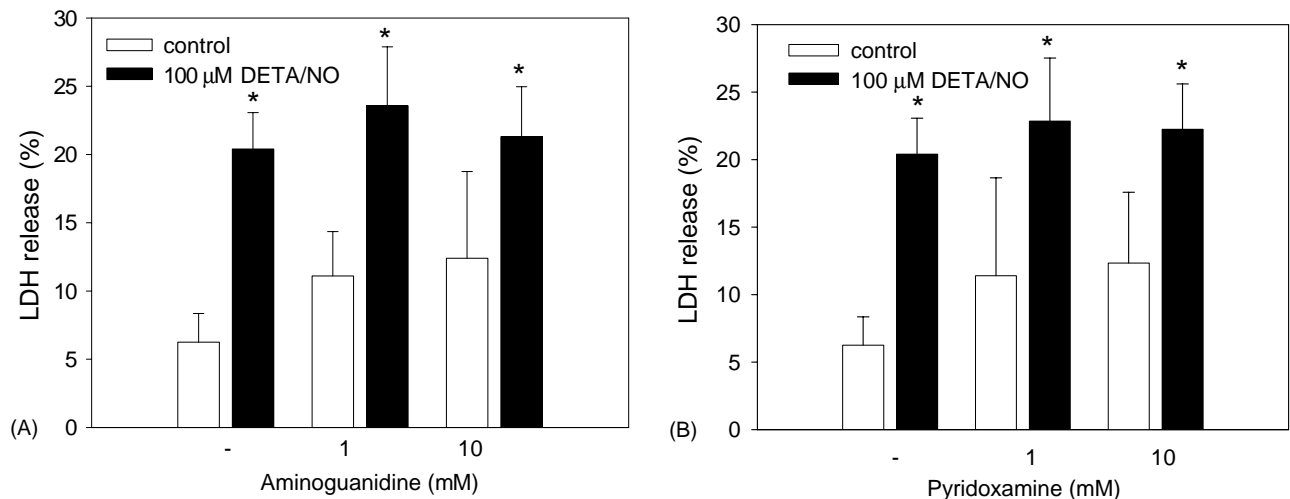 30
25
20
15
10
5
0
LDH release (%)
control
100 μM DETA/NO
*
*
*
- 1 10
Aminoguanidine (mM)
(A)
30
25
20
15
10
5
0
LDH release (%)
control
100 μM DETA/NO
*
*
*
- 1 10
Pyridoxamine (mM)
(B)